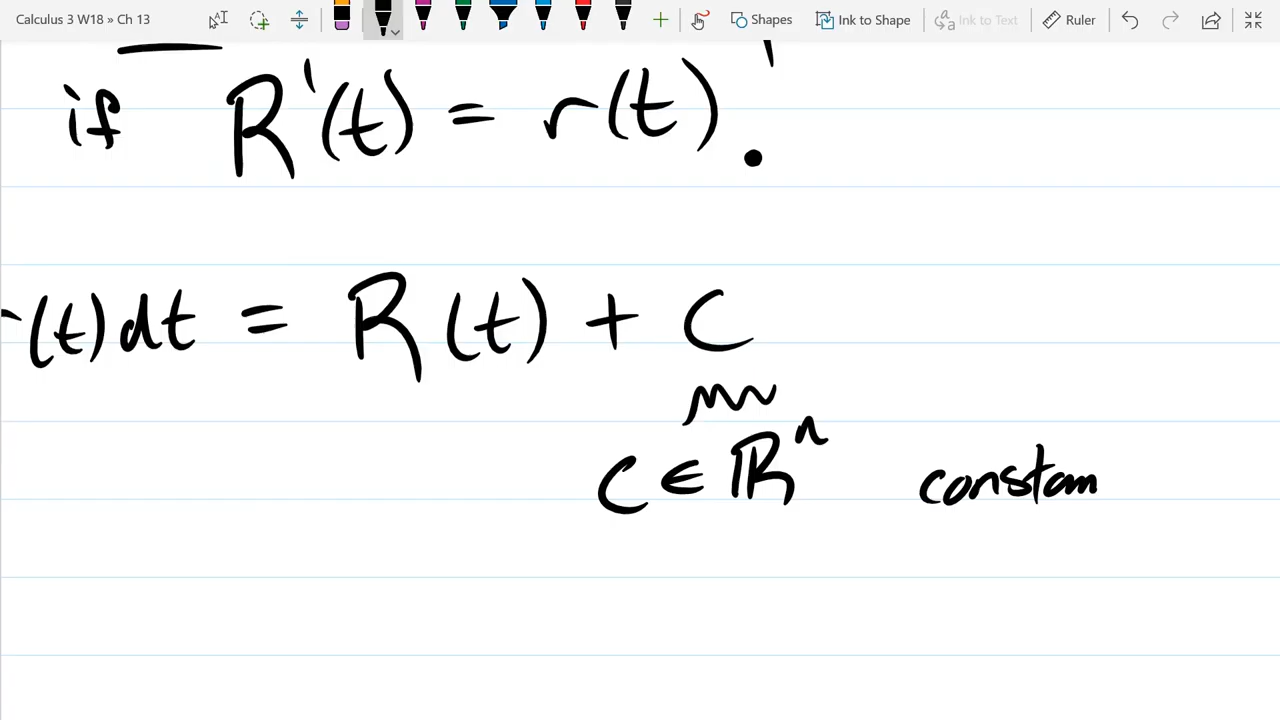 Calculus 3 W18 » Ch 13 Shapes Ink to Shape Ink to Text Ruler
if R'(t) = r(t).
(t)dt = R(t) + C
C ∈ ℝⁿ constan